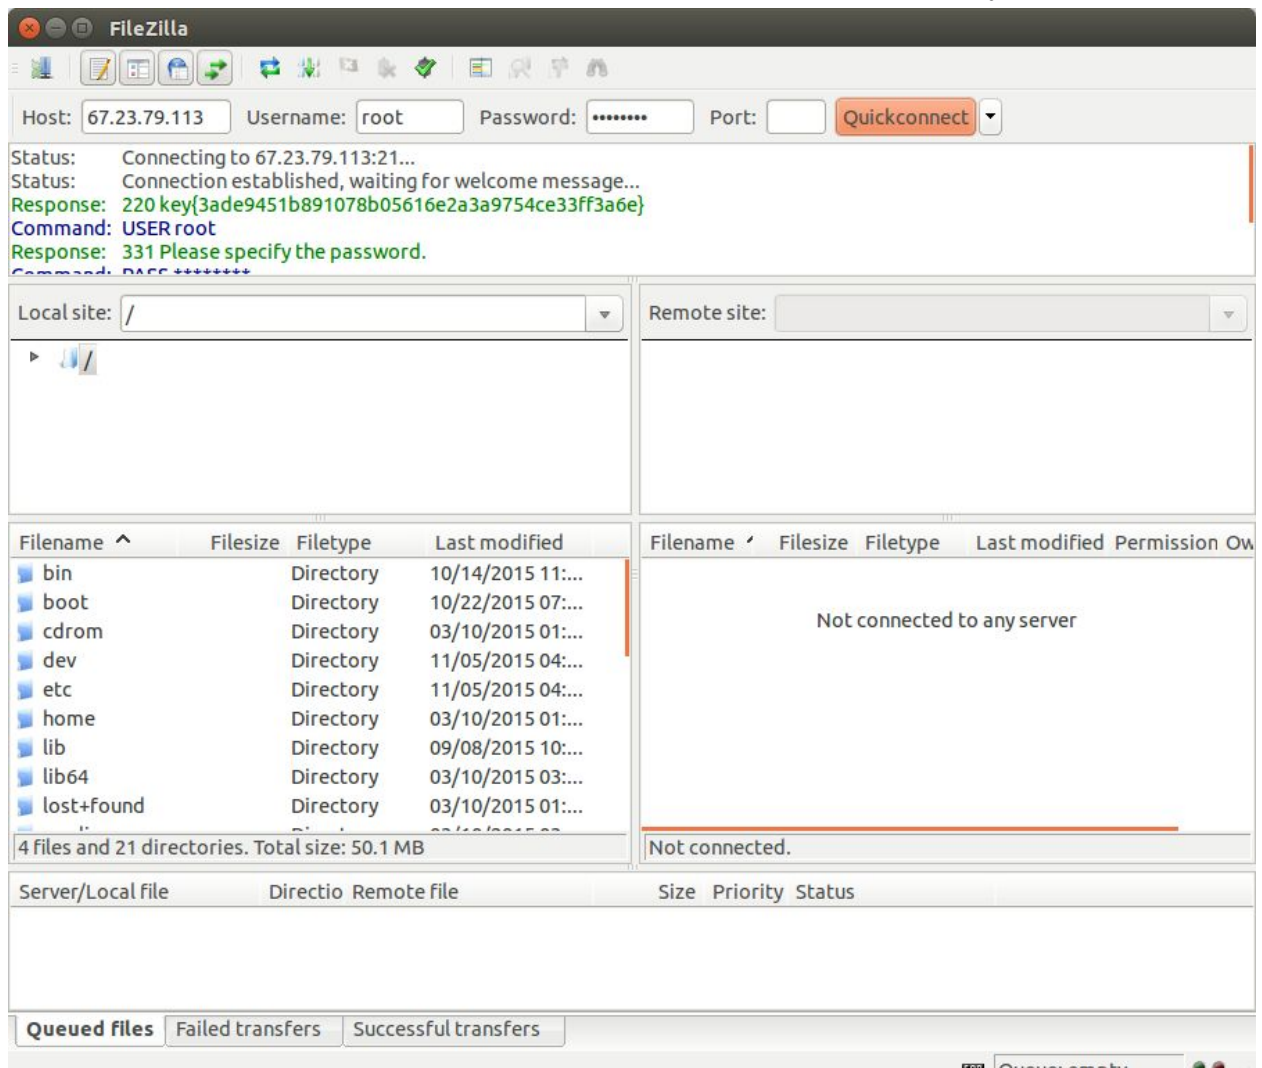 FileZilla
Host: 67.23.79.113 Username: root Password: •••••••• Port: Quickconnect
Status: Connecting to 67.23.79.113:21...
Status: Connection established, waiting for welcome message...
Response: 220 key{3ade9451b891078b05616e2a3a9754ce33ff3a6e}
Command: USER root
Response: 331 Please specify the password.
Command: PASS ********
Local site: /
Remote site:
/
Filename Filesize Filetype Last modified
bin Directory 10/14/2015 11:...
boot Directory 10/22/2015 07:...
cdrom Directory 03/10/2015 01:...
dev Directory 11/05/2015 04:...
etc Directory 11/05/2015 04:...
home Directory 03/10/2015 01:...
lib Directory 09/08/2015 10:...
lib64 Directory 03/10/2015 03:...
lost+found Directory 03/10/2015 01:...
4 files and 21 directories. Total size: 50.1 MB
Filename Filesize Filetype Last modified Permission Ow
Not connected to any server
Not connected.
Server/Local file Directio Remote file Size Priority Status
Queued files Failed transfers Successful transfers
Queue: empty